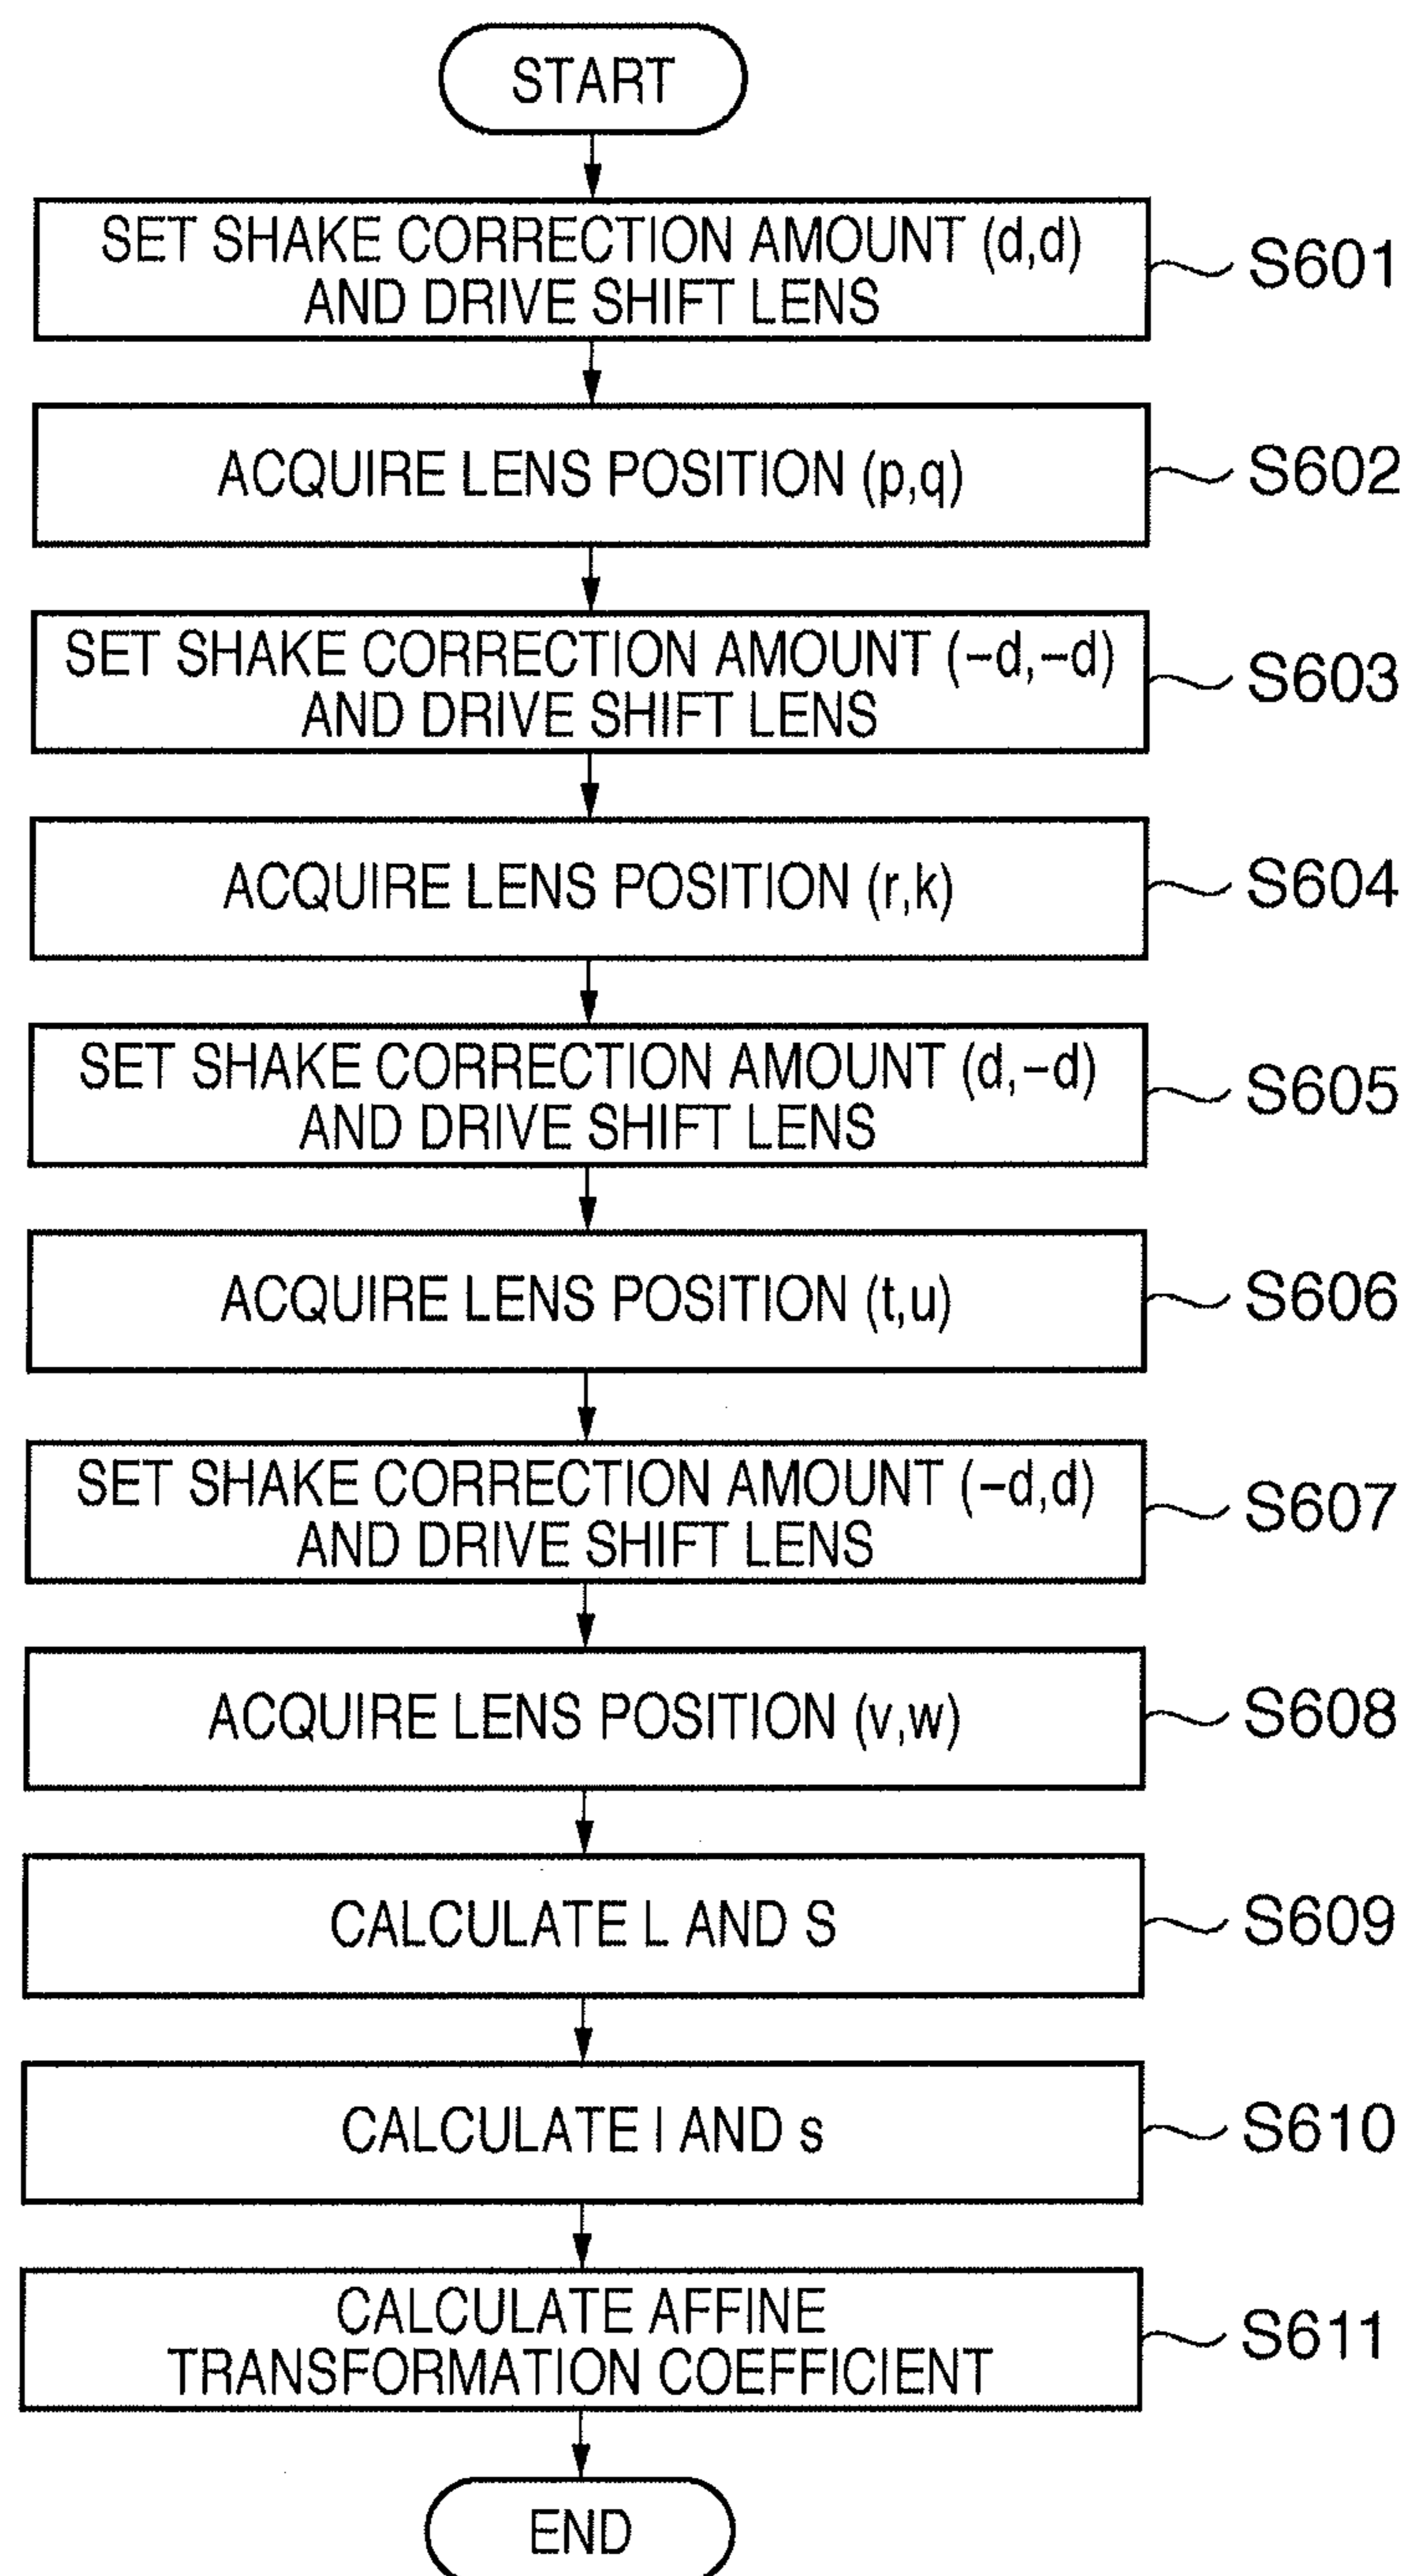 START
SET SHAKE CORRECTION AMOUNT (d,d)
AND DRIVE SHIFT LENS
S601
ACQUIRE LENS POSITION (p,q)
S602
SET SHAKE CORRECTION AMOUNT (−d,−d)
AND DRIVE SHIFT LENS
S603
ACQUIRE LENS POSITION (r,k)
S604
SET SHAKE CORRECTION AMOUNT (d,−d)
AND DRIVE SHIFT LENS
S605
ACQUIRE LENS POSITION (t,u)
S606
SET SHAKE CORRECTION AMOUNT (−d,d)
AND DRIVE SHIFT LENS
S607
ACQUIRE LENS POSITION (v,w)
S608
CALCULATE L AND S
S609
CALCULATE l AND s
S610
CALCULATE AFFINE
TRANSFORMATION COEFFICIENT
S611
END